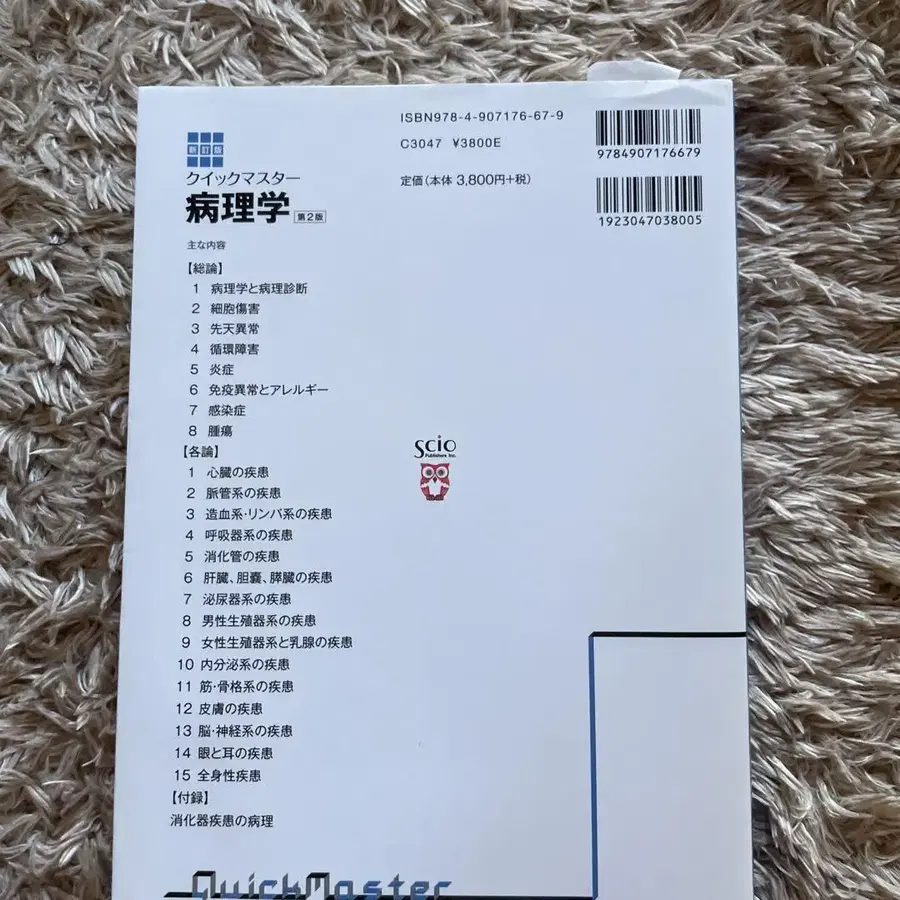 新訂版
クイックマスター
病理学 第2版
ISBN978-4-907176-67-9
C3047 ¥3800E
定価(本体 3,800円+税)
9784907176679
1923047038005
主な内容
【総論】
1 病理学と病理診断
2 細胞傷害
3 先天異常
4 循環障害
5 炎症
6 免疫異常とアレルギー
7 感染症
8 腫瘍
【各論】
1 心臓の疾患
2 脈管系の疾患
3 造血系・リンパ系の疾患
4 呼吸器系の疾患
5 消化管の疾患
6 肝臓、胆嚢、膵臓の疾患
7 泌尿器系の疾患
8 男性生殖器系の疾患
9 女性生殖器系と乳腺の疾患
10 内分泌系の疾患
11 筋・骨格系の疾患
12 皮膚の疾患
13 脳・神経系の疾患
14 眼と耳の疾患
15 全身性疾患
【付録】
消化器疾患の病理
scio
Publishers Inc.
QuickMaster